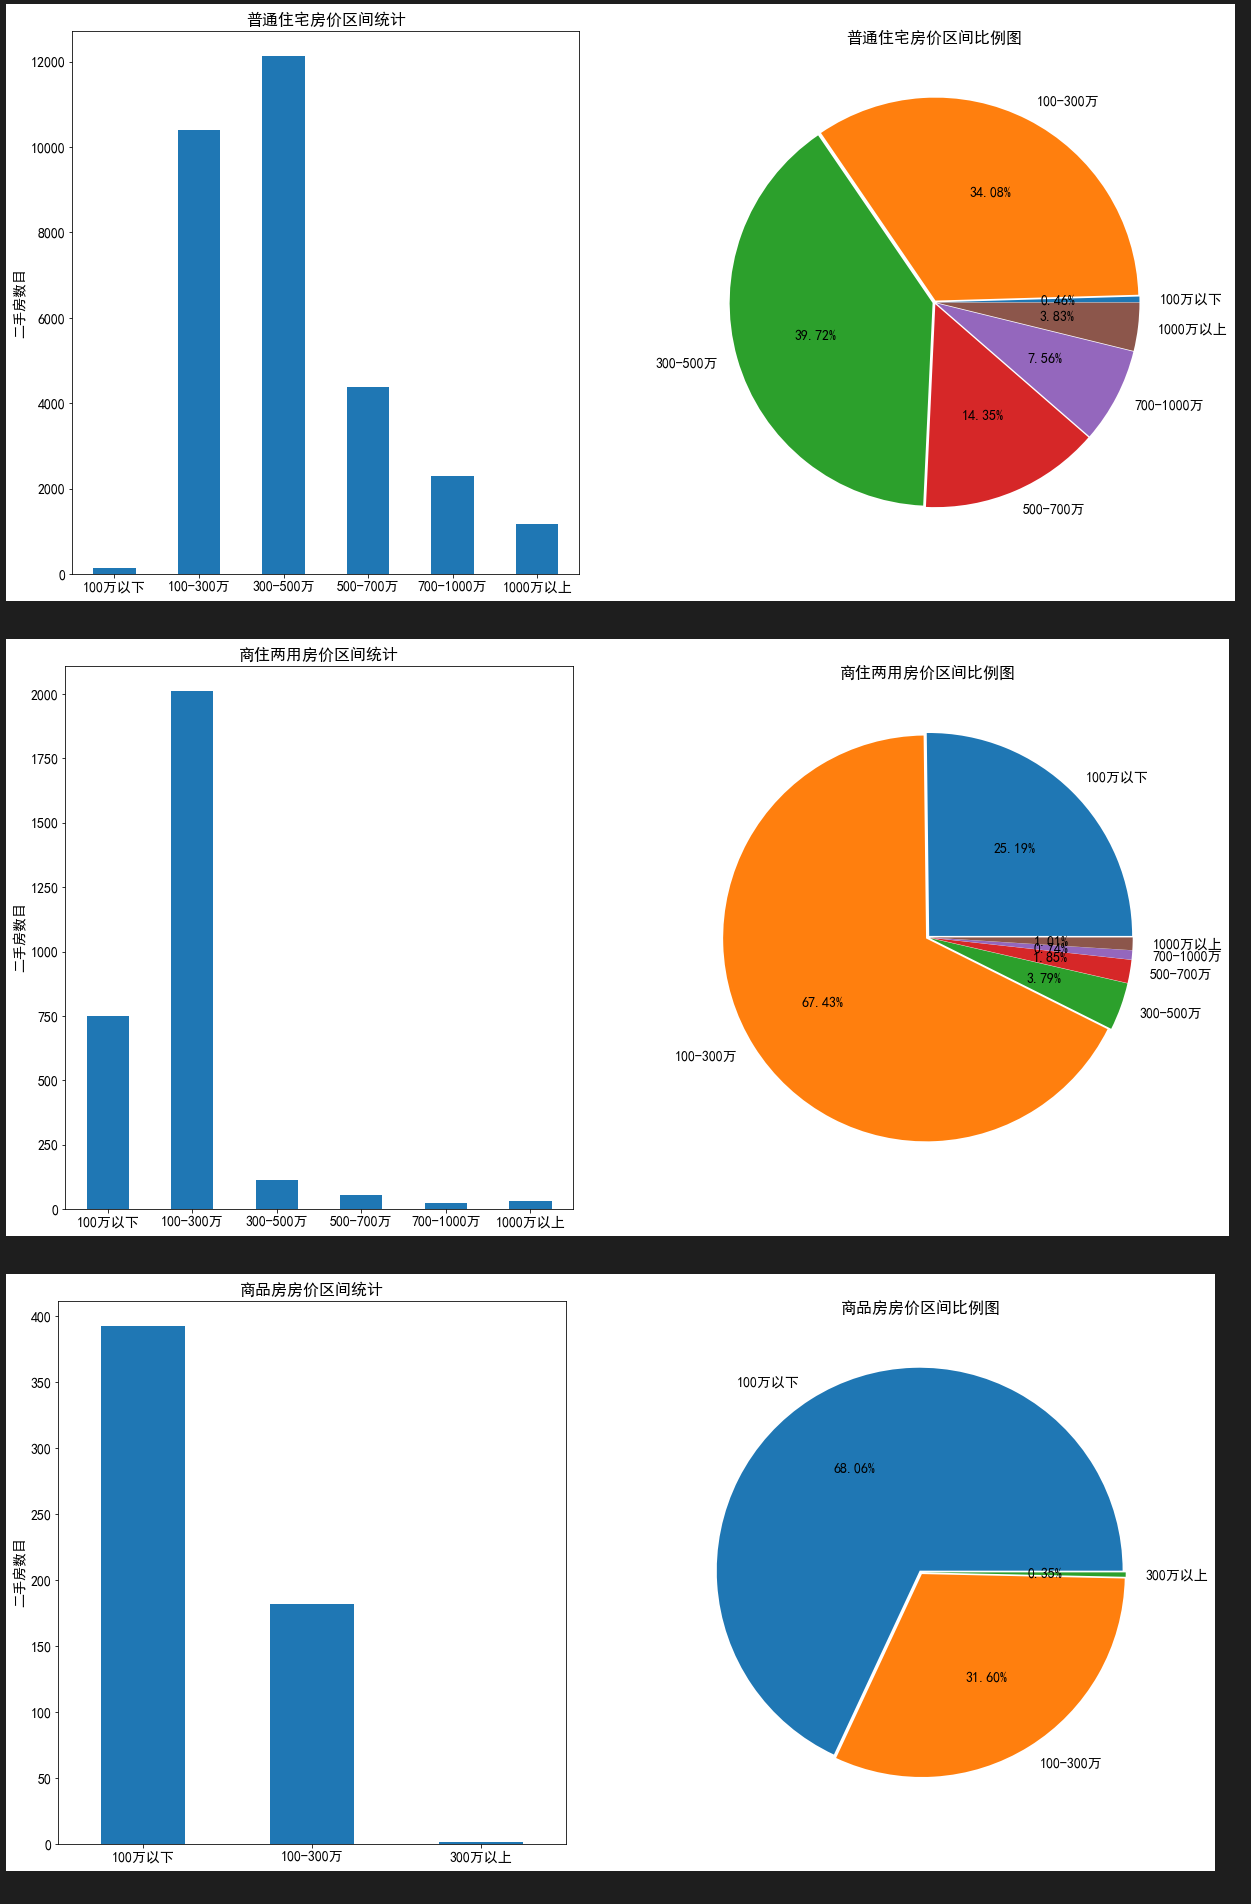 普通住宅房价区间统计
12000
10000
8000
6000
4000
2000
0
二手房数目
100万以下
100-300万
300-500万
500-700万
700-1000万
1000万以上
普通住宅房价区间比例图
100-300万
34.08%
0.46%
100万以下
3.83%
1000万以上
39.72%
300-500万
7.56%
700-1000万
14.35%
500-700万
商住两用房价区间统计
2000
1750
1500
1250
1000
750
500
250
0
二手房数目
100万以下
100-300万
300-500万
500-700万
700-1000万
1000万以上
商住两用房价区间比例图
100万以下
25.19%
1.01%
1000万以上
0.74%
700-1000万
1.85%
500-700万
3.79%
300-500万
67.43%
100-300万
商品房房价区间统计
400
350
300
250
200
150
100
50
0
二手房数目
100万以下
100-300万
300万以上
商品房房价区间比例图
100万以下
68.06%
0.35%
300万以上
31.60%
100-300万